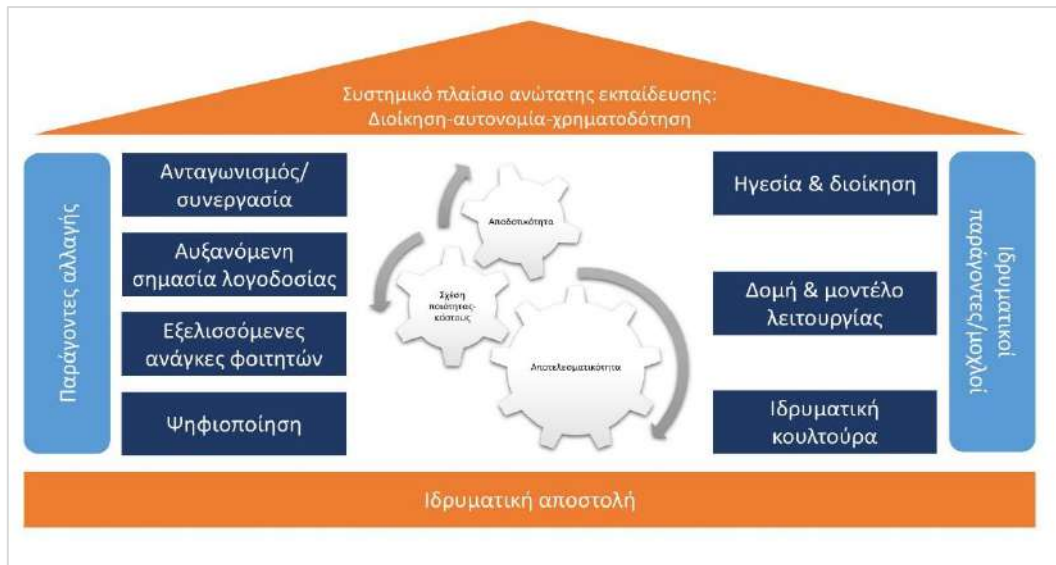 Συστημικό πλαίσιο ανώτατης εκπαίδευσης:
Διοίκηση-αυτονομία-χρηματοδότηση
Παράγοντες αλλαγής
Ανταγωνισμός/
συνεργασία
Αυξανόμενη
σημασία λογοδοσίας
Εξελισσόμενες
ανάγκες φοιτητών
Ψηφιοποίηση
Αποδοτικότητα
Σχέση
ποιότητας-
κόστους
Αποτελεσματικότητα
Ηγεσία & διοίκηση
Δομή & μοντέλο
λειτουργίας
Ιδρυματική
κουλτούρα
Ιδρυματικοί
παράγοντες/μοχλοί
Ιδρυματική αποστολή